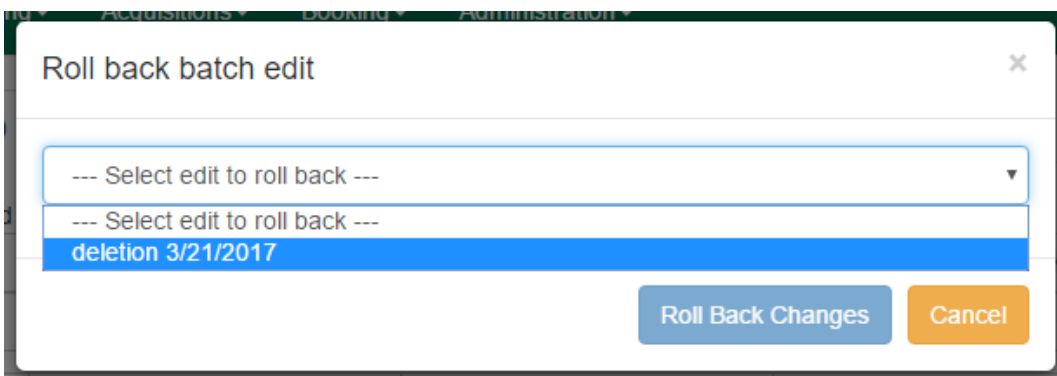 Acquisitions Booking Administration
Roll back batch edit
×
--- Select edit to roll back ---
--- Select edit to roll back ---
deletion 3/21/2017
Roll Back Changes Cancel